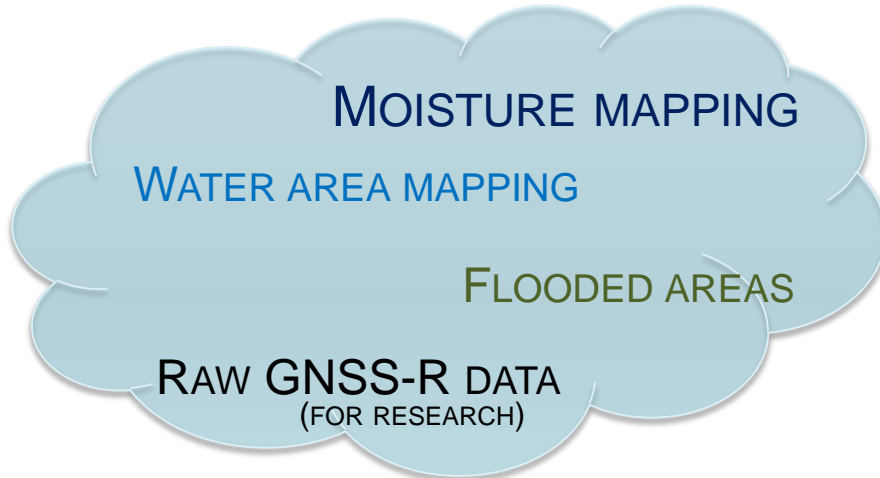 Moisture mapping
Water area mapping
Flooded areas
Raw GNSS-R data
(for research)